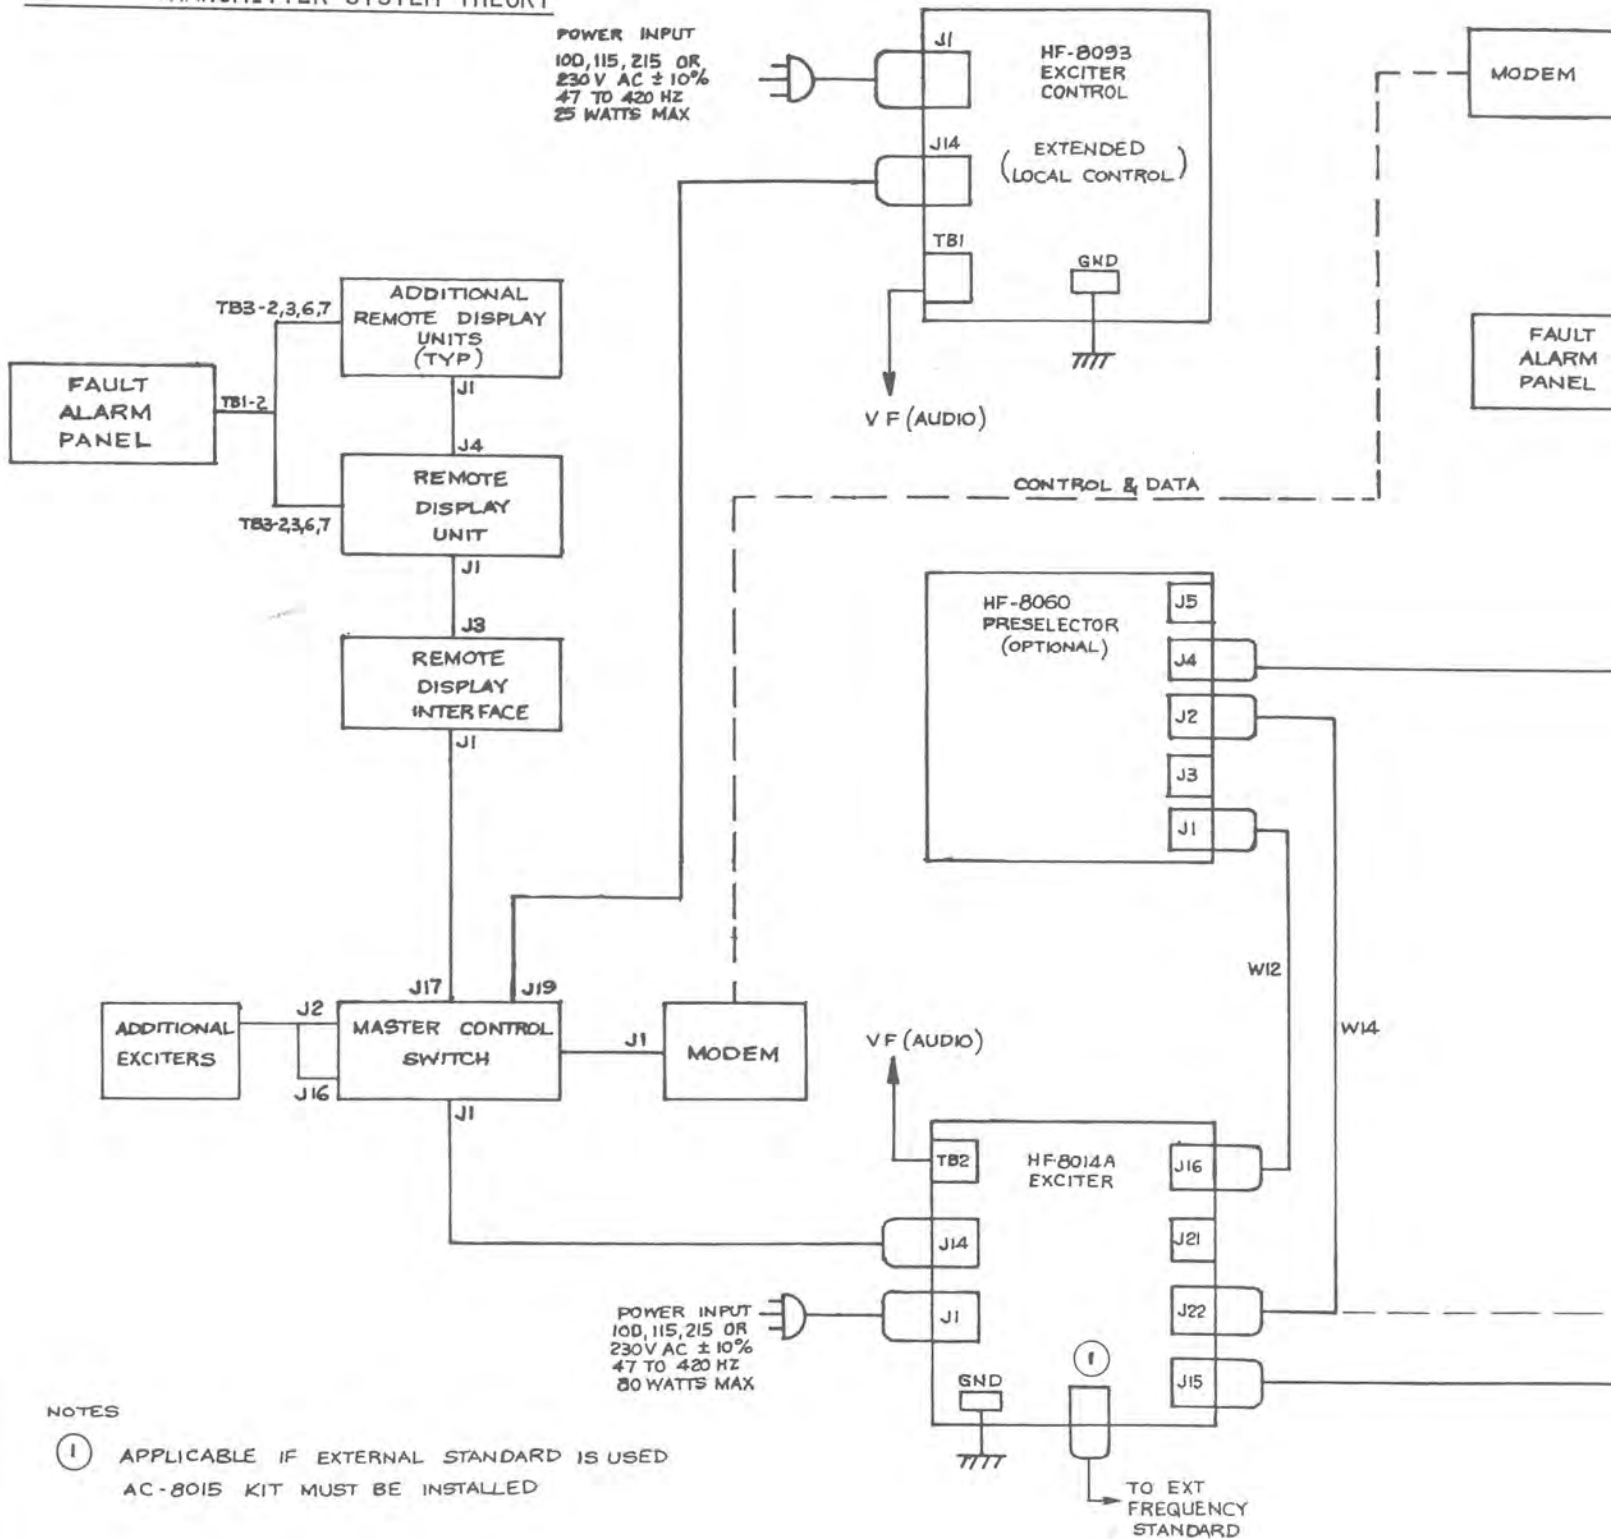 TRANSMITTER SYSTEM THEORY
POWER INPUT
100, 115, 215 OR
230 V AC ± 10%
47 TO 420 HZ
25 WATTS MAX
J1
HF-8093
EXCITER
CONTROL
J14
(EXTENDED
LOCAL CONTROL)
TB1
GND
VF (AUDIO)
MODEM
FAULT
ALARM
PANEL
TB3-2,3,6,7
ADDITIONAL
REMOTE DISPLAY
UNITS
(TYP)
FAULT
ALARM
PANEL
TB1-2
J1
J4
REMOTE
DISPLAY
UNIT
TB3-2,3,6,7
J1
J3
REMOTE
DISPLAY
INTERFACE
J1
CONTROL & DATA
HF-8060
PRESELECTOR
(OPTIONAL)
J5
J4
J2
J3
J1
W12
W14
J17
J19
ADDITIONAL
EXCITERS
J2
J16
MASTER CONTROL
SWITCH
J1
MODEM
J1
VF (AUDIO)
TB2
HF-8014A
EXCITER
J16
J14
J21
POWER INPUT
100, 115, 215 OR
230V AC ± 10%
47 TO 420 HZ
80 WATTS MAX
J1
J22
1
GND
J15
TO EXT
FREQUENCY
STANDARD
NOTES
1 APPLICABLE IF EXTERNAL STANDARD IS USED
AC-8015 KIT MUST BE INSTALLED